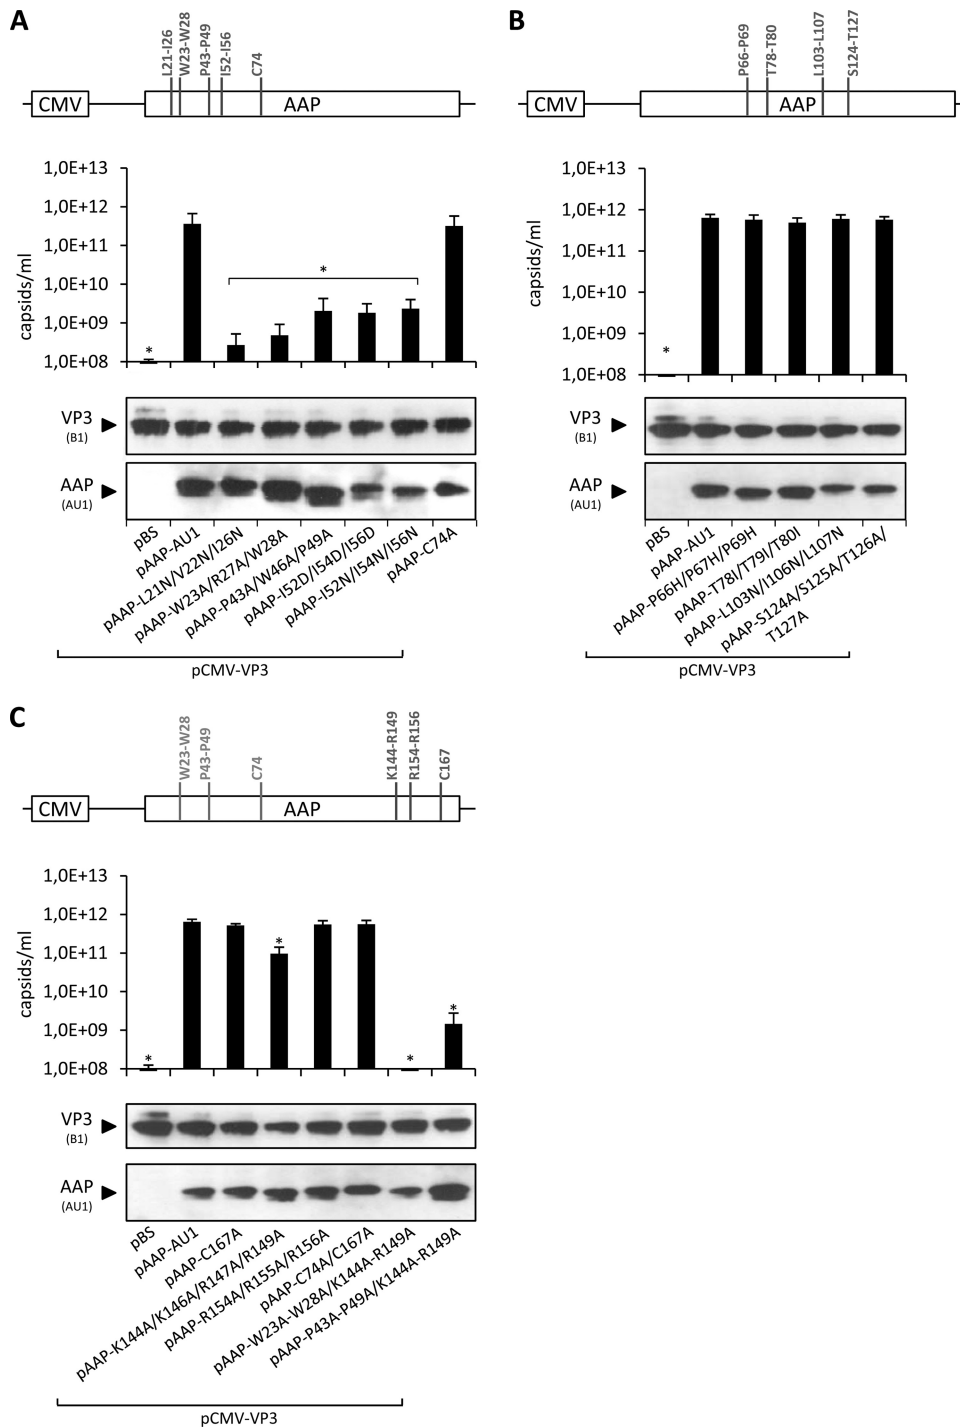 A
L21-I26
W23-W28
P43-P49
I52-I56
C74
CMV
AAP
1,0E+13
1,0E+12
1,0E+11
1,0E+10
1,0E+09
1,0E+08
capsids/ml
*
*
VP3
(B1)
AAP
(AU1)
pBS
pAAP-AU1
pAAP-L21N/V22N/I26N
pAAP-W23A/R27A/W28A
pAAP-P43A/W46A/P49A
pAAP-I52D/I54D/I56D
pAAP-I52N/I54N/I56N
pAAP-C74A
pCMV-VP3
B
P66-P69
T78-T80
L103-L107
S124-T127
CMV
AAP
1,0E+13
1,0E+12
1,0E+11
1,0E+10
1,0E+09
1,0E+08
capsids/ml
*
VP3
(B1)
AAP
(AU1)
pBS
pAAP-AU1
pAAP-P66H/P67H/P69H
pAAP-T78I/T79I/T80I
pAAP-L103N/I106N/L107N
pAAP-S124A/S125A/T126A/
T127A
pCMV-VP3
C
W23-W28
P43-P49
C74
K144-R149
R154-R156
C167
CMV
AAP
1,0E+13
1,0E+12
1,0E+11
1,0E+10
1,0E+09
1,0E+08
capsids/ml
*
*
*
*
VP3
(B1)
AAP
(AU1)
pBS
pAAP-AU1
pAAP-C167A
pAAP-K144A/K146A/R147A/R149A
pAAP-R154A/R155A/R156A
pAAP-C74A/C167A
pAAP-W23A-W28A/K144A-R149A
pAAP-P43A-P49A/K144A-R149A
pCMV-VP3